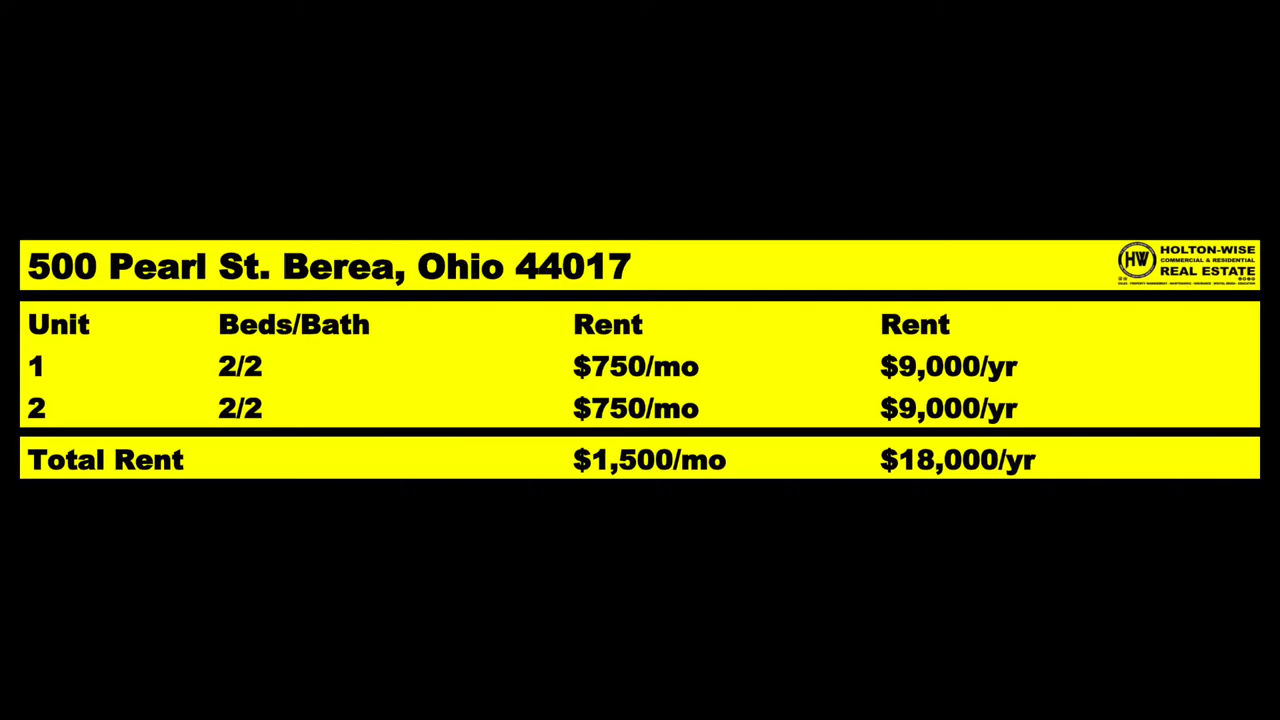 500 Pearl St. Berea, Ohio 44017
HW
HOLTON-WISE
COMMERCIAL & RESIDENTIAL
REAL ESTATE
Unit Beds/Bath Rent Rent
1 2/2 $750/mo $9,000/yr
2 2/2 $750/mo $9,000/yr
Total Rent $1,500/mo $18,000/yr